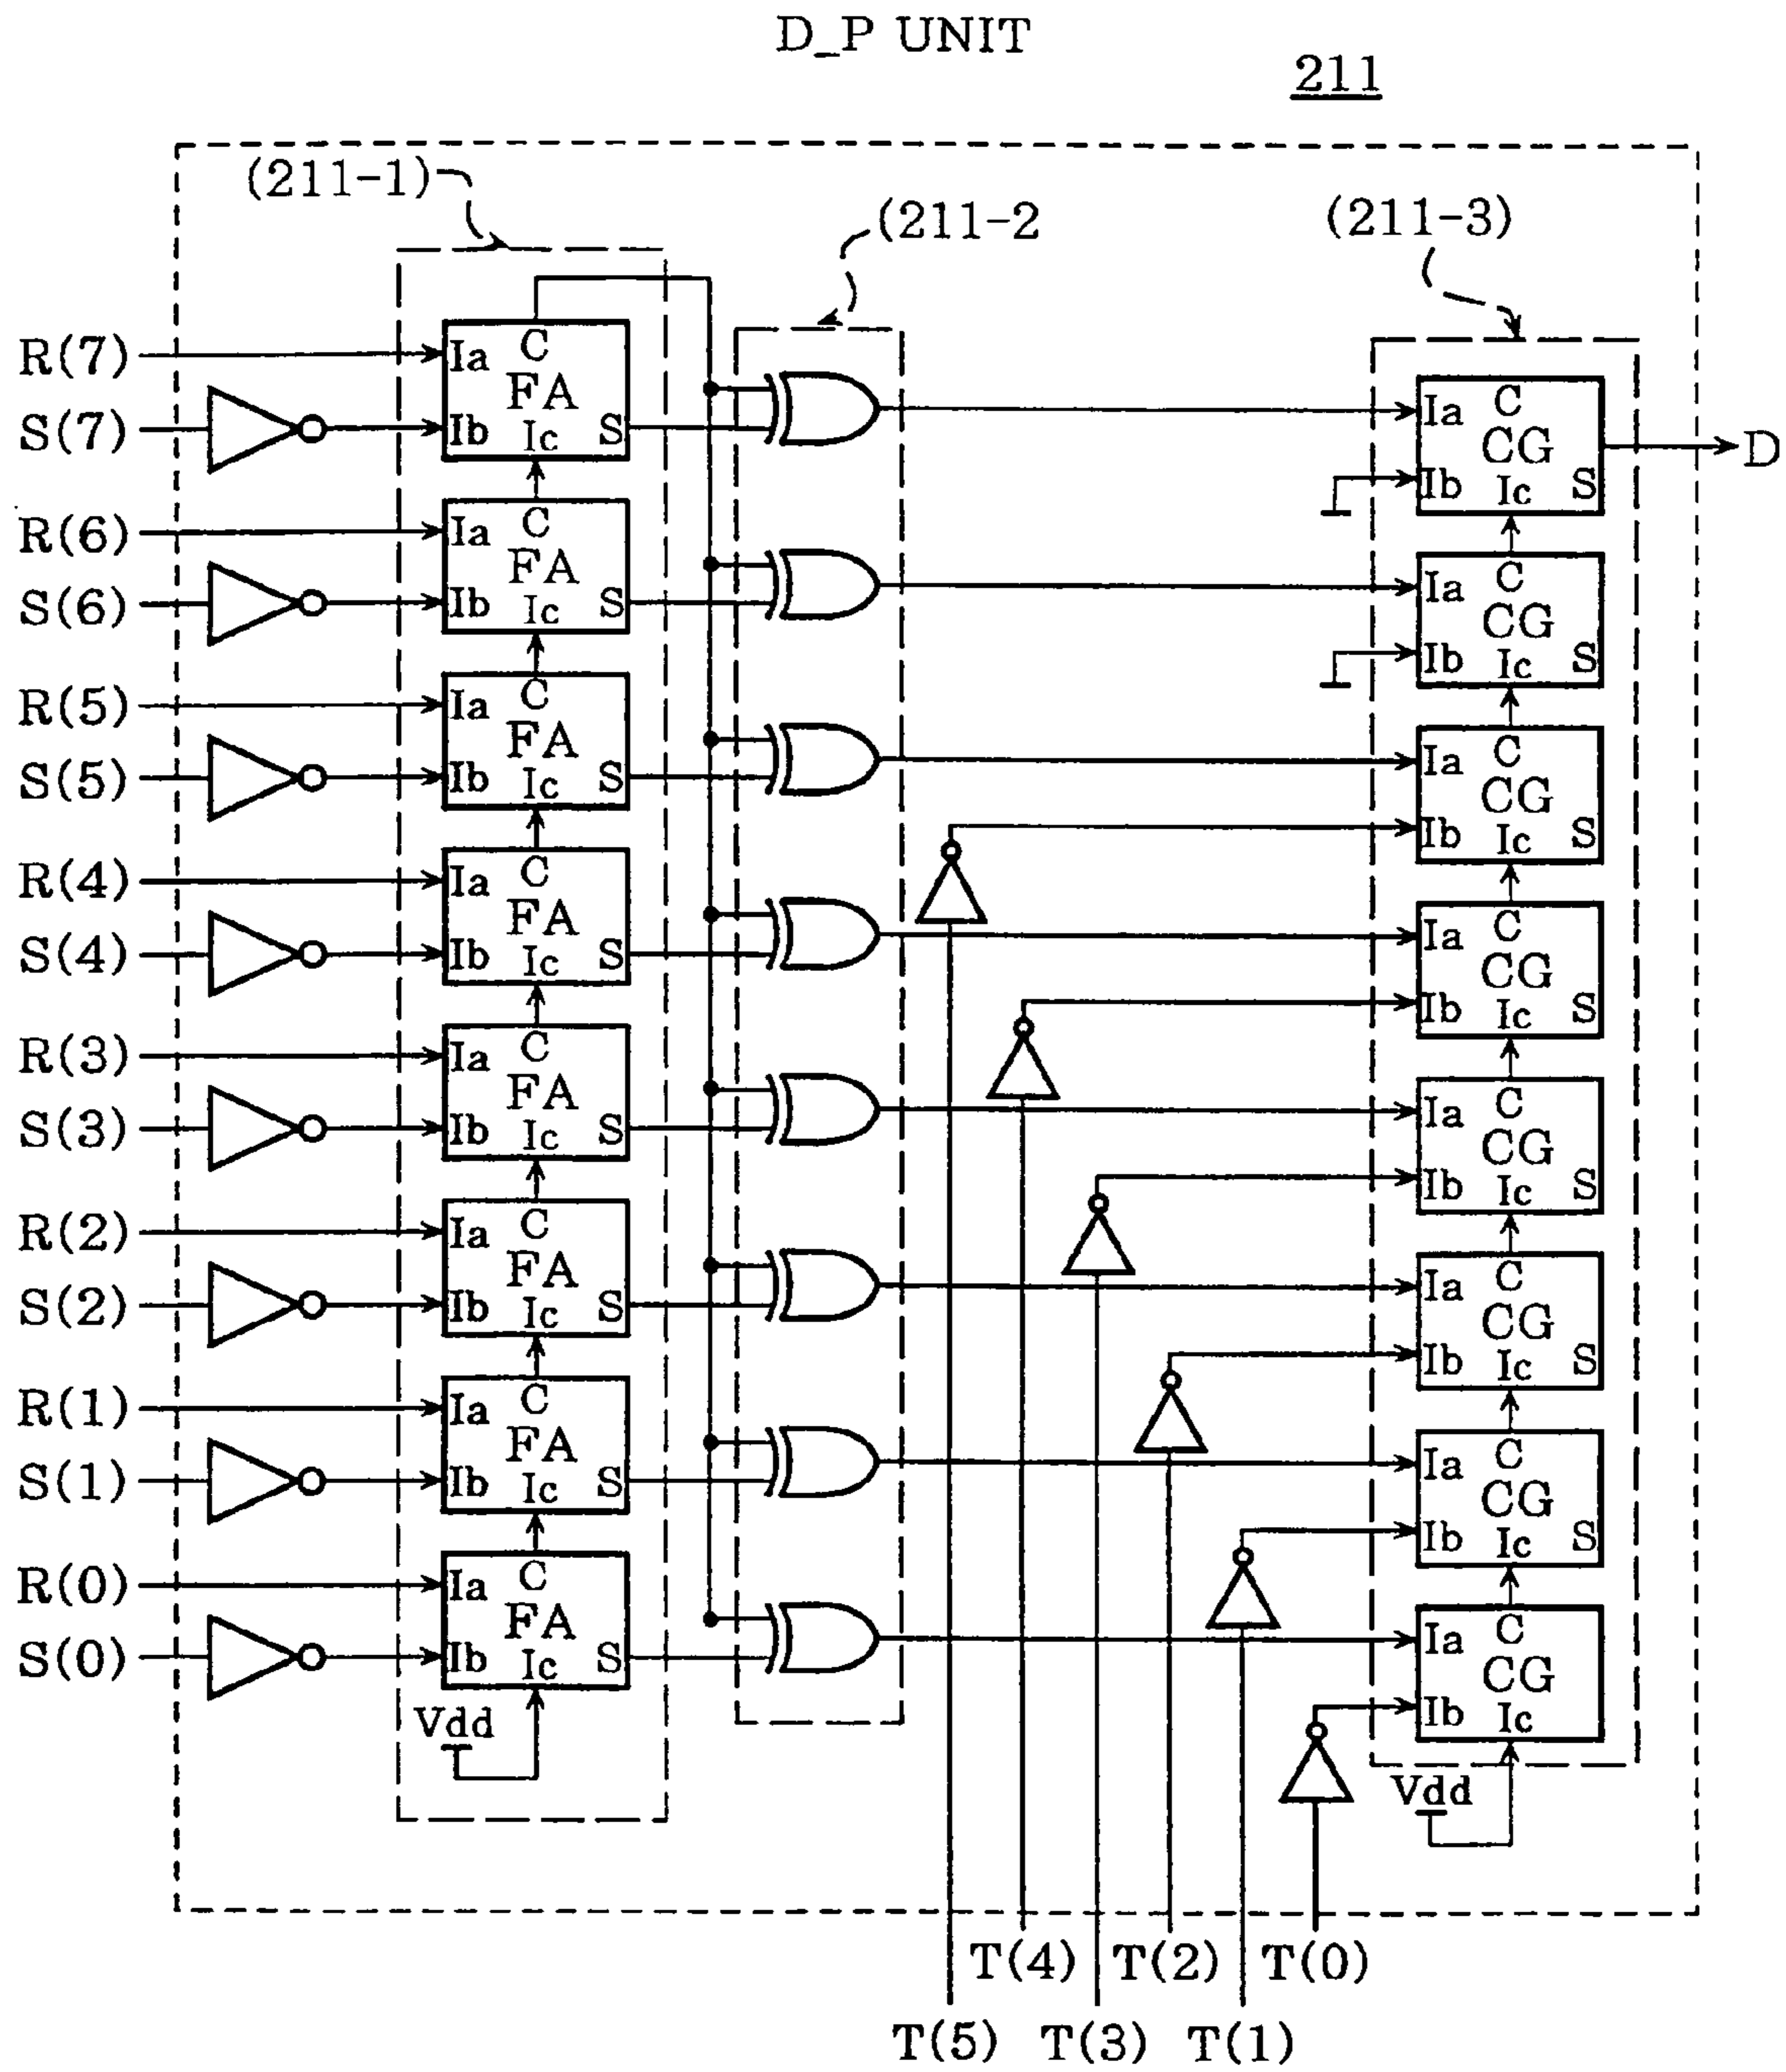 D_P UNIT
211
(211-1)
(211-2
(211-3)
R(7)
S(7)
Ia C
FA
Ib Ic S
Ia C
CG
Ib Ic S
D
R(6)
S(6)
Ia C
FA
Ib Ic S
Ia C
CG
Ib Ic S
R(5)
S(5)
Ia C
FA
Ib Ic S
Ia C
CG
Ib Ic S
R(4)
S(4)
Ia C
FA
Ib Ic S
Ia C
CG
Ib Ic S
R(3)
S(3)
Ia C
FA
Ib Ic S
Ia C
CG
Ib Ic S
R(2)
S(2)
Ia C
FA
Ib Ic S
Ia C
CG
Ib Ic S
R(1)
S(1)
Ia C
FA
Ib Ic S
Ia C
CG
Ib Ic S
R(0)
S(0)
Ia C
FA
Ib Ic S
Ia C
CG
Ib Ic
Vdd
Vdd
T(4) T(2) T(0)
T(5) T(3) T(1)